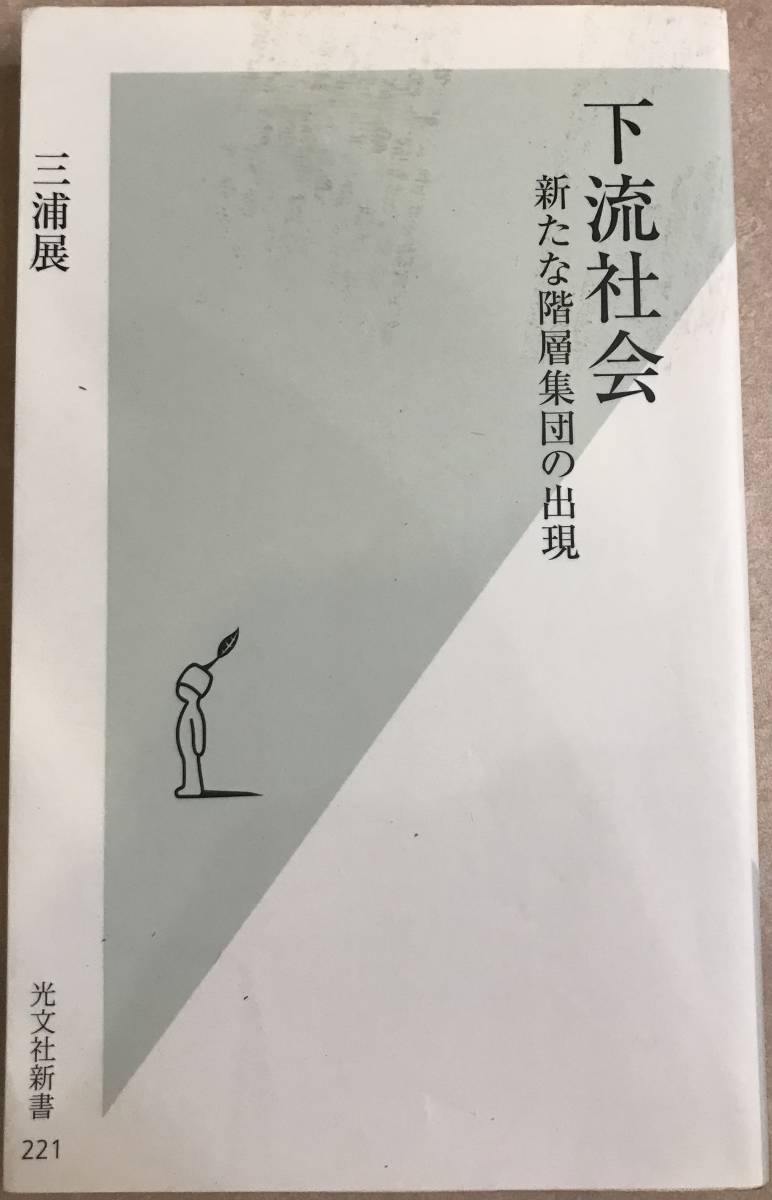 下流社会
新たな階層集団の出現
三浦展
光文社新書
221